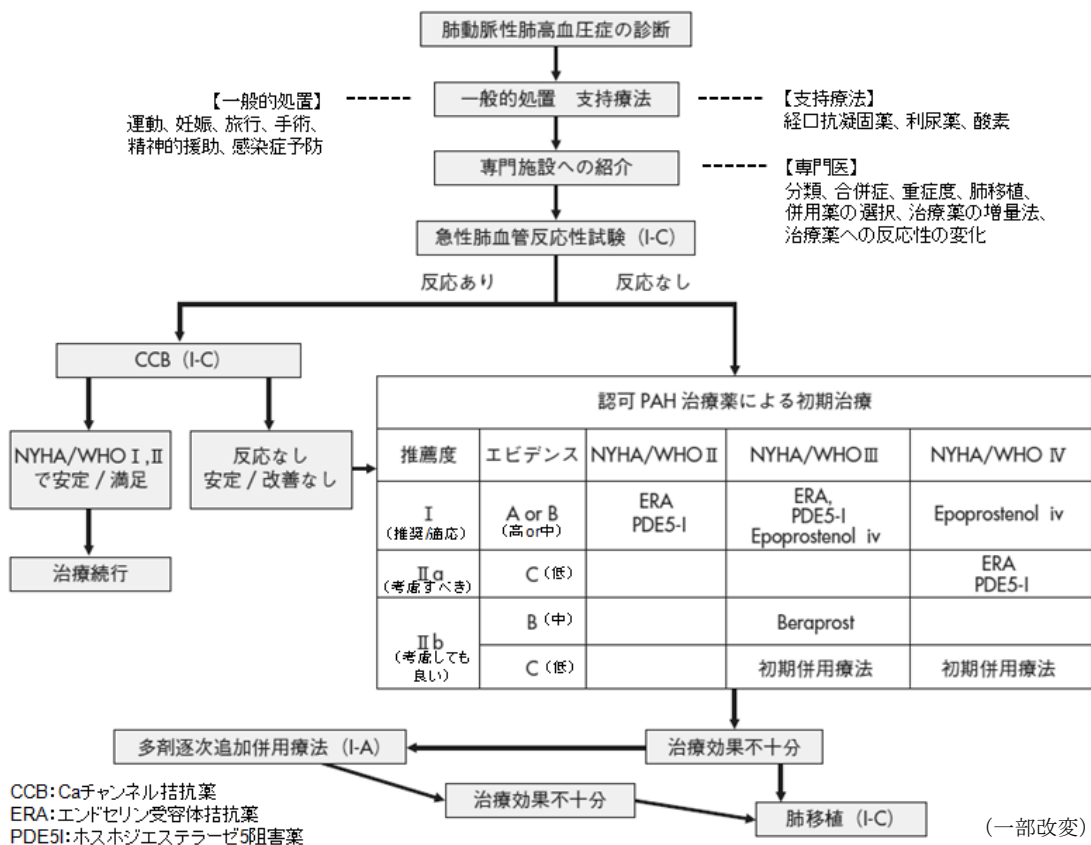 肺動脈性肺高血圧症の診断
【一般的処置】
運動、妊娠、旅行、手術、
精神的援助、感染症予防
一般的処置　支持療法
【支持療法】
経口抗凝固薬、利尿薬、酸素
専門施設への紹介
【専門医】
分類、合併症、重症度、肺移植、
併用薬の選択、治療薬の増量法、
治療薬への反応性の変化
急性肺血管反応性試験（I-C）
反応あり
反応なし
CCB（I-C）
NYHA/WHO Ⅰ,Ⅱ
で安定 / 満足
反応なし
安定 / 改善なし
治療続行
認可 PAH 治療薬による初期治療
推薦度 エビデンス NYHA/WHO Ⅱ NYHA/WHO Ⅲ NYHA/WHO Ⅳ
Ⅰ
（推奨/適応）
A or B
（高or中）
ERA
PDE5-I
ERA,
PDE5-I
Epoprostenol iv
Epoprostenol iv
Ⅱa
（考慮すべき）
C（低）
ERA
PDE5-I
Ⅱb
（考慮しても
良い）
B（中）
Beraprost
C（低）
初期併用療法
初期併用療法
多剤逐次追加併用療法（I-A）
治療効果不十分
治療効果不十分
肺移植（I-C）
CCB：Caチャンネル拮抗薬
ERA：エンドセリン受容体拮抗薬
PDE5I：ホスホジエステラーゼ5阻害薬
（一部改変）